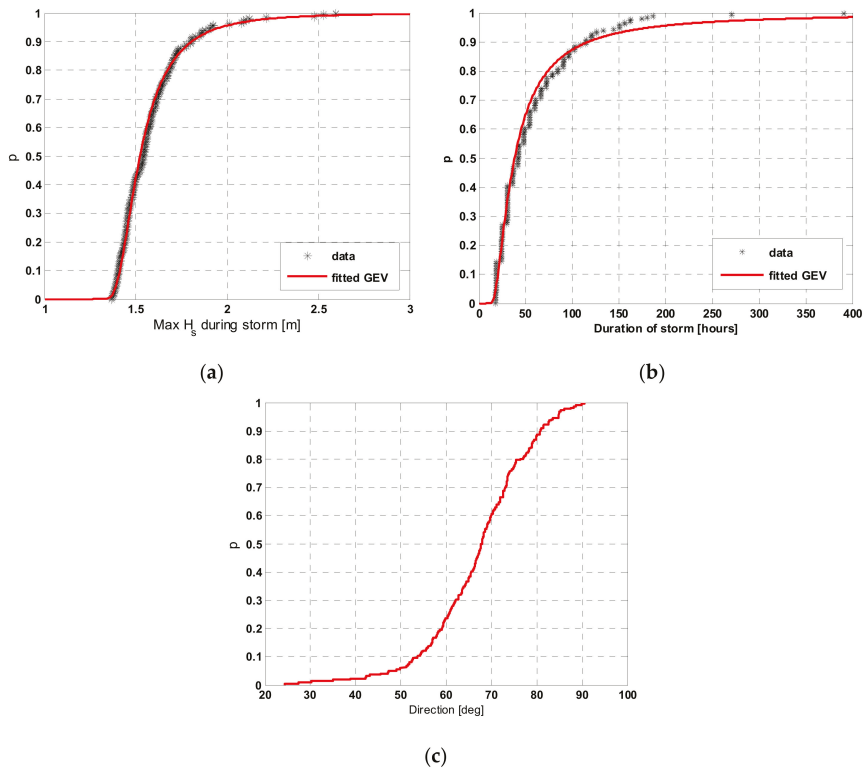 1
0.9
0.8
0.7
0.6
0.5
0.4
0.3
0.2
0.1
0
p
1 1.5 2 2.5 3
Max Hs during storm [m]
data
fitted GEV
(a)
1
0.9
0.8
0.7
0.6
0.5
0.4
0.3
0.2
0.1
0
p
0 50 100 150 200 250 300 350 400
Duration of storm [hours]
data
fitted GEV
(b)
1
0.9
0.8
0.7
0.6
0.5
0.4
0.3
0.2
0.1
0
p
20 30 40 50 60 70 80 90 100
Direction [deg]
(c)